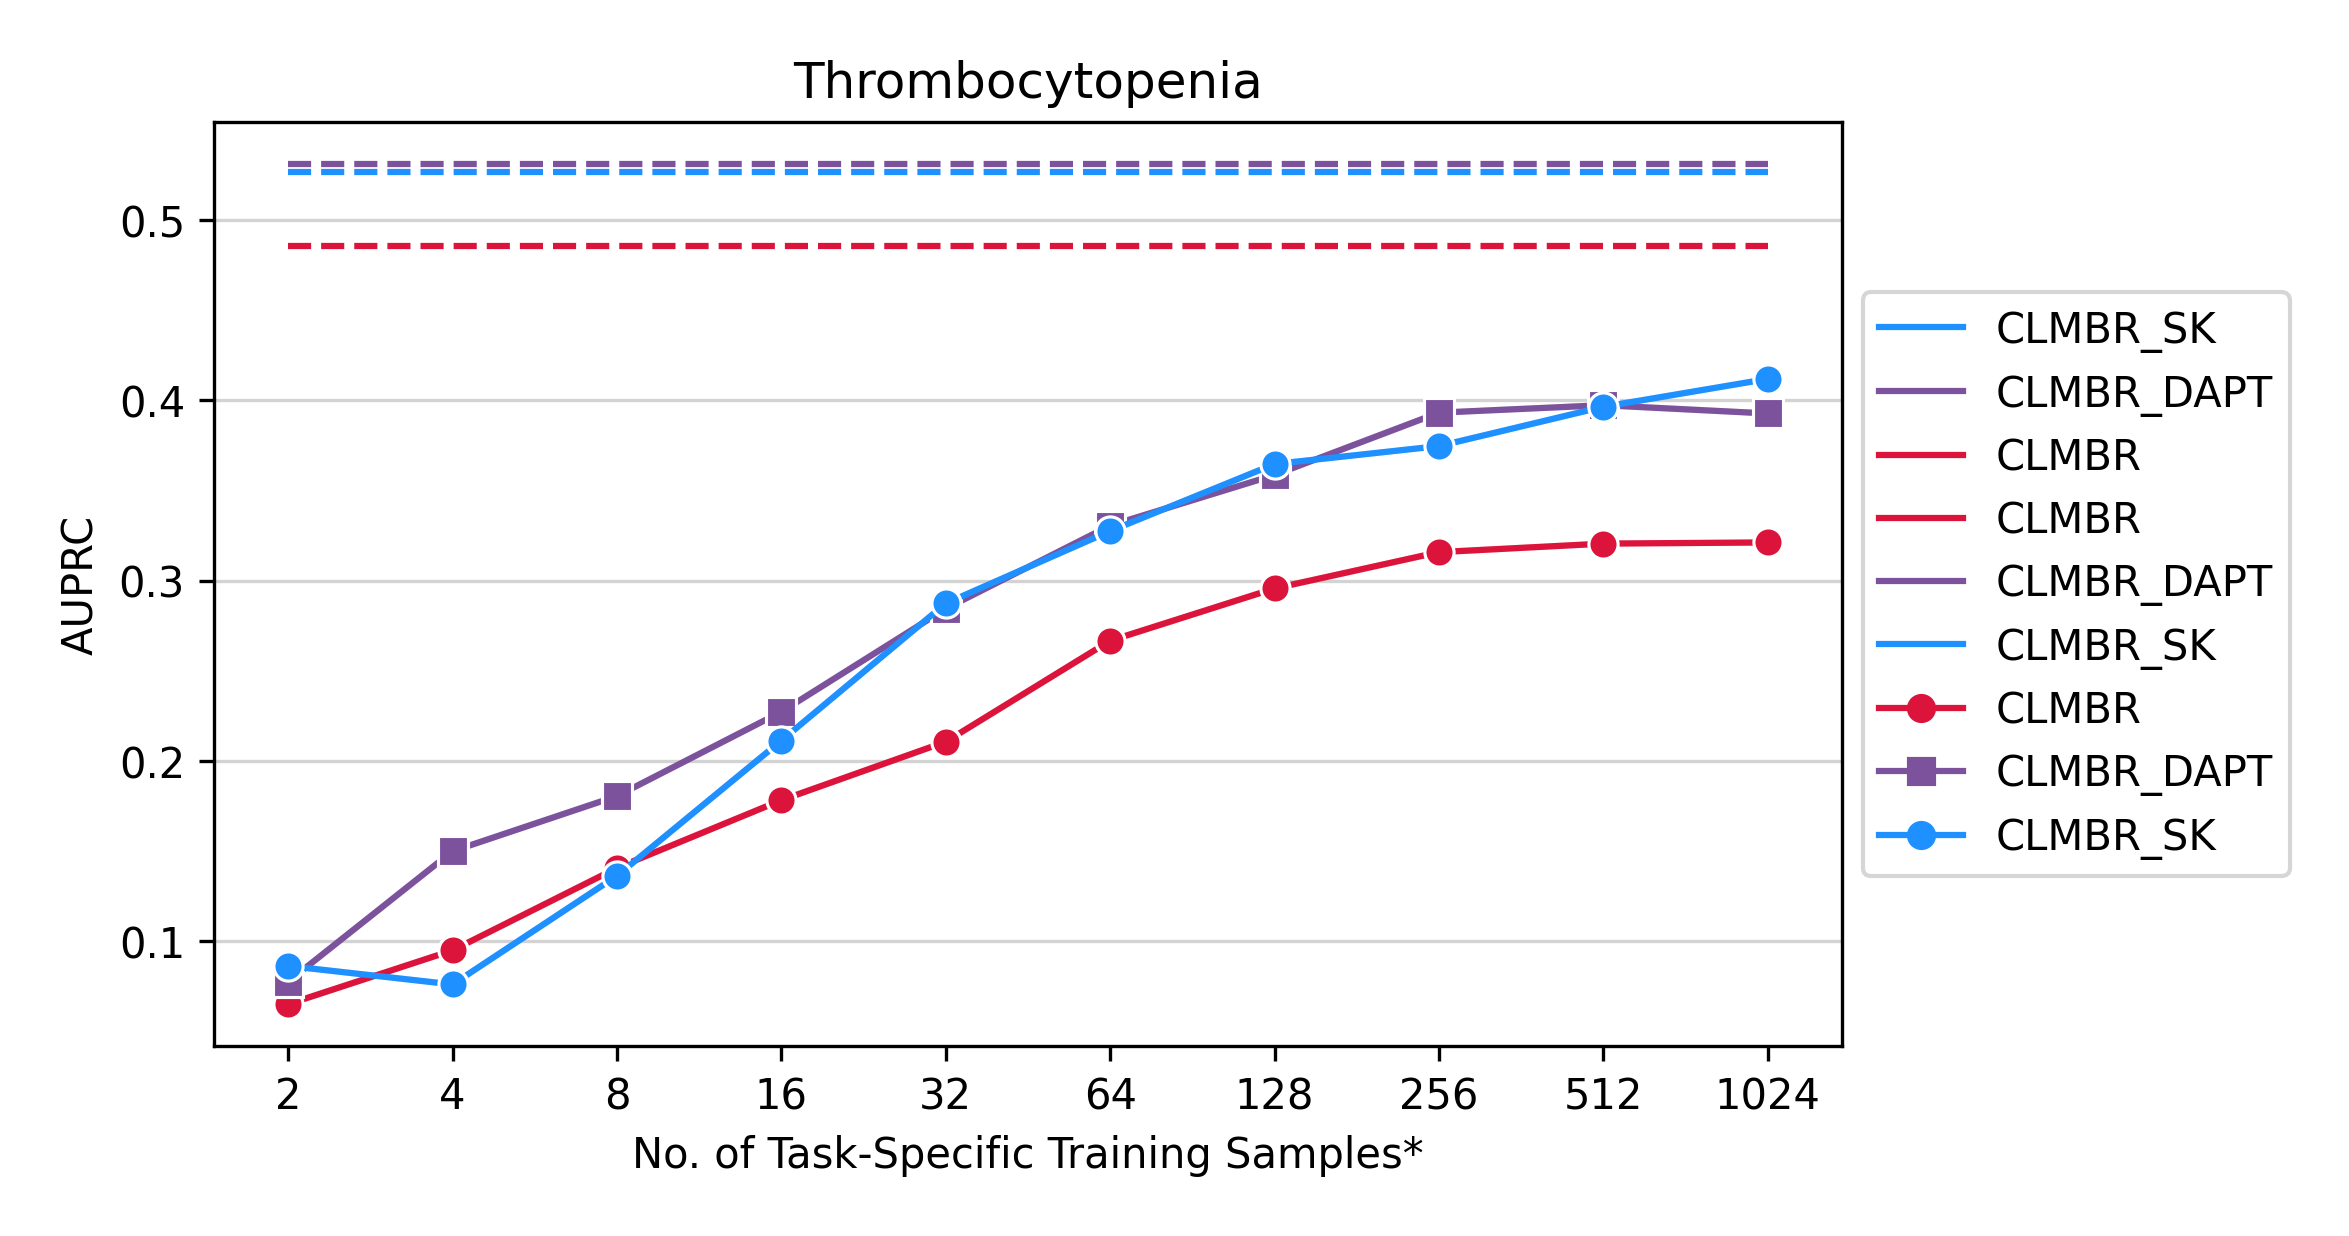 Thrombocytopenia
AUPRC
0.5
0.4
0.3
0.2
0.1
2 4 8 16 32 64 128 256 512 1024
No. of Task-Specific Training Samples*
CLMBR_SK
CLMBR_DAPT
CLMBR
CLMBR
CLMBR_DAPT
CLMBR_SK
CLMBR
CLMBR_DAPT
CLMBR_SK